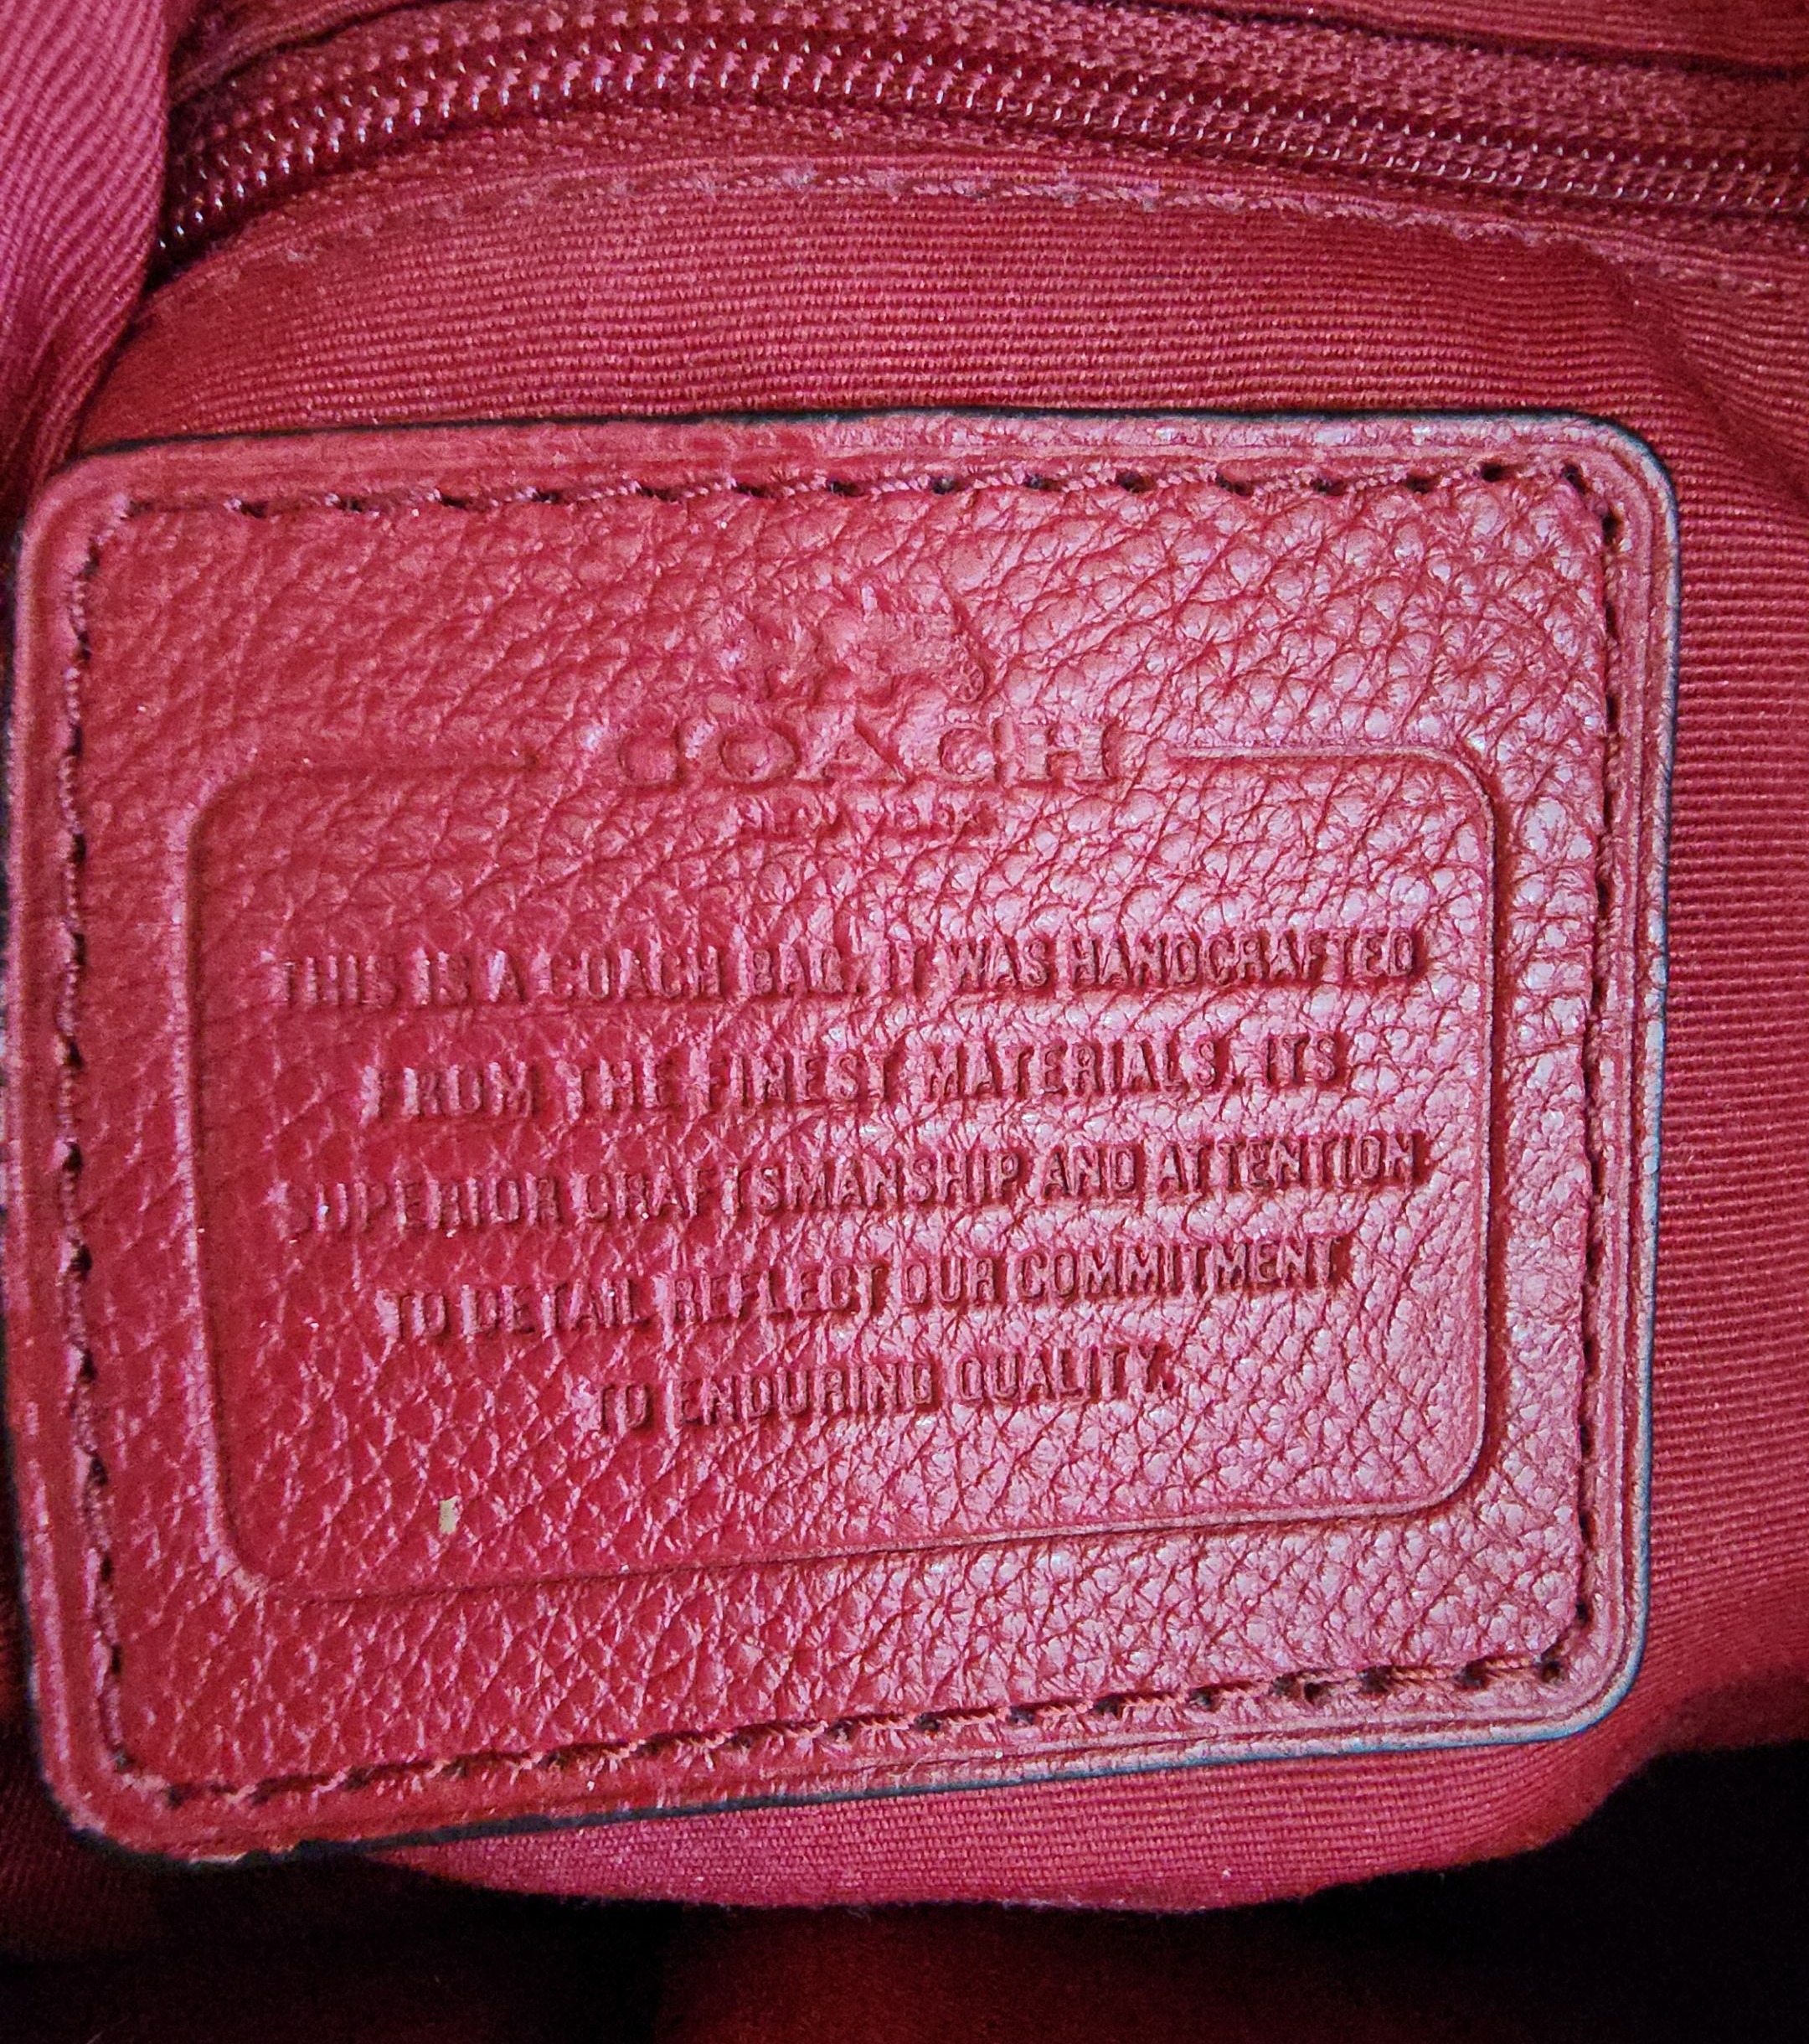 COACH
NEW YORK
THIS IS A COACH BAG. IT WAS HANDCRAFTED
FROM THE FINEST MATERIALS. ITS
SUPERIOR CRAFTSMANSHIP AND ATTENTION
TO DETAIL REFLECT OUR COMMITMENT
TO ENDURING QUALITY.